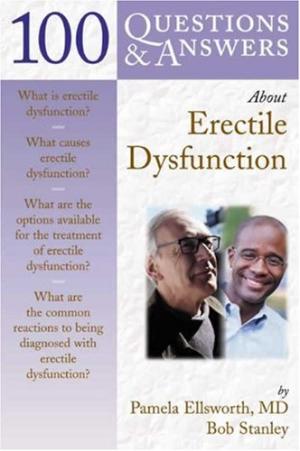 100 QUESTIONS
& ANSWERS
About
Erectile
Dysfunction
What is erectile
dysfunction?
What causes
erectile
dysfunction?
What are the
options available
for the treatment
of erectile
dysfunction?
What are
the common
reactions to being
diagnosed with
erectile
dysfunction?
by
Pamela Ellsworth, MD
Bob Stanley